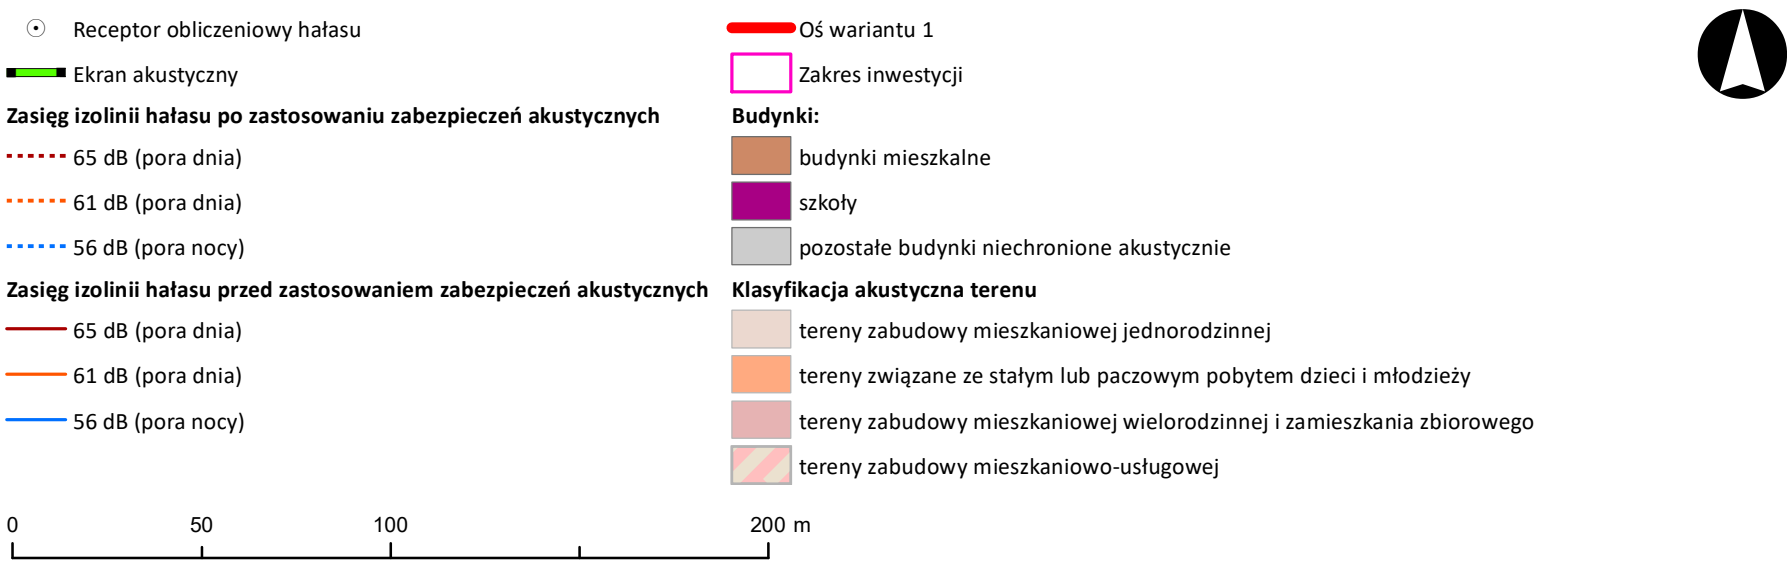 Receptor obliczeniowy hałasu
Ekran akustyczny
Zasięg izolinii hałasu po zastosowaniu zabezpieczeń akustycznych
65 dB (pora dnia)
61 dB (pora dnia)
56 dB (pora nocy)
Zasięg izolinii hałasu przed zastosowaniem zabezpieczeń akustycznych
65 dB (pora dnia)
61 dB (pora dnia)
56 dB (pora nocy)
Oś wariantu 1
Zakres inwestycji
Budynki:
budynki mieszkalne
szkoły
pozostałe budynki niechronione akustycznie
Klasyfikacja akustyczna terenu
tereny zabudowy mieszkaniowej jednorodzinnej
tereny związane ze stałym lub paczowym pobytem dzieci i młodzieży
tereny zabudowy mieszkaniowej wielorodzinnej i zamieszkania zbiorowego
tereny zabudowy mieszkaniowo-usługowej
0 50 100 200 m